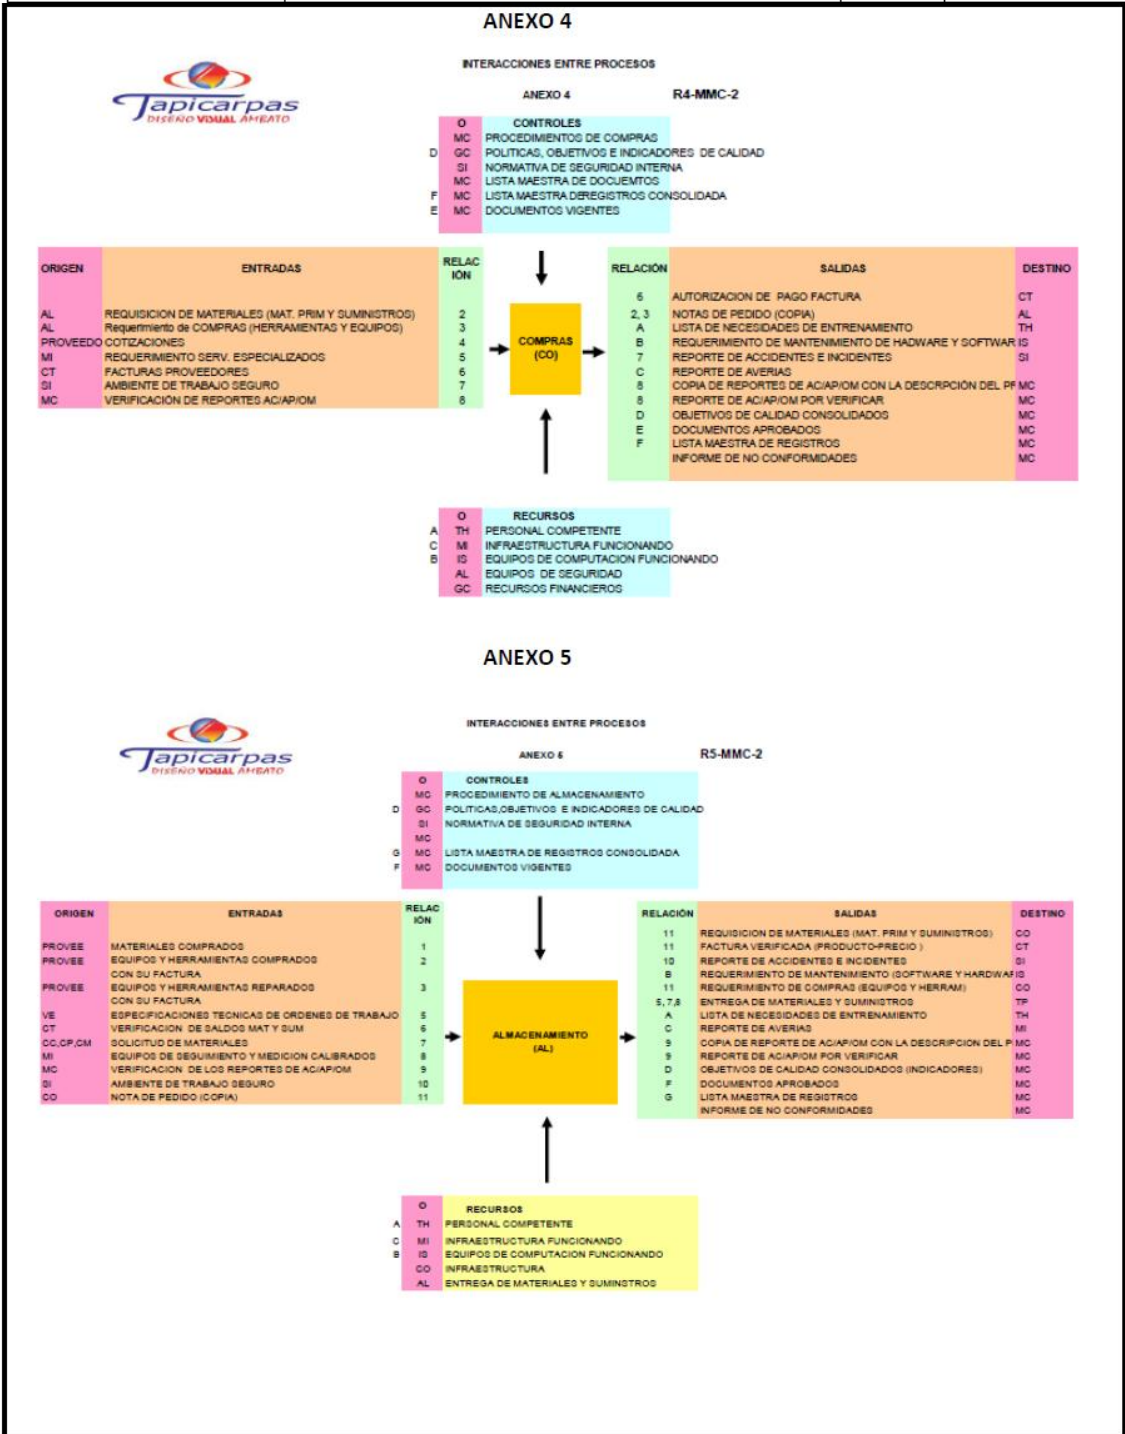 ANEXO 4
INTERACCIONES ENTRE PROCESOS
ANEXO 4 R4-MMC-2
Tapicarpas
DISEÑO VISUAL AMBATO
O CONTROLES
MC PROCEDIMIENTOS DE COMPRAS
D GC POLITICAS, OBJETIVOS E INDICADORES DE CALIDAD
SI NORMATIVA DE SEGURIDAD INTERNA
MC LISTA MAESTRA DE DOCUEMTOS
F MC LISTA MAESTRA DEREGISTROS CONSOLIDADA
E MC DOCUMENTOS VIGENTES
ORIGEN ENTRADAS RELAC
IÓN
AL REQUISICION DE MATERIALES (MAT. PRIM Y SUMINISTROS) 2
AL Requerimiento de COMPRAS (HERRAMIENTAS Y EQUIPOS) 3
PROVEEDO COTIZACIONES 4
MI REQUERIMIENTO SERV. ESPECIALIZADOS 5
CT FACTURAS PROVEEDORES 6
SI AMBIENTE DE TRABAJO SEGURO 7
MC VERIFICACIÓN DE REPORTES AC/AP/OM 8
COMPRAS
(CO)
RELACIÓN SALIDAS DESTINO
6 AUTORIZACION DE PAGO FACTURA CT
2, 3 NOTAS DE PEDIDO (COPIA) AL
A LISTA DE NECESIDADES DE ENTRENAMIENTO TH
B REQUERIMIENTO DE MANTENIMIENTO DE HADWARE Y SOFTWAR IS
7 REPORTE DE ACCIDENTES E INCIDENTES SI
C REPORTE DE AVERIAS
8 COPIA DE REPORTES DE AC/AP/OM CON LA DESCRPCIÓN DEL PR MC
8 REPORTE DE AC/AP/OM POR VERIFICAR MC
D OBJETIVOS DE CALIDAD CONSOLIDADOS MC
E DOCUMENTOS APROBADOS MC
F LISTA MAESTRA DE REGISTROS MC
INFORME DE NO CONFORMIDADES MC
O RECURSOS
A TH PERSONAL COMPETENTE
C MI INFRAESTRUCTURA FUNCIONANDO
B IS EQUIPOS DE COMPUTACION FUNCIONANDO
AL EQUIPOS DE SEGURIDAD
GC RECURSOS FINANCIEROS
ANEXO 5
INTERACCIONES ENTRE PROCESOS
ANEXO 5 R5-MMC-2
Tapicarpas
DISEÑO VISUAL AMBATO
O CONTROLES
MC PROCEDIMIENTO DE ALMACENAMIENTO
D GC POLITICAS,OBJETIVOS E INDICADORES DE CALIDAD
SI NORMATIVA DE SEGURIDAD INTERNA
MC
G MC LISTA MAESTRA DE REGISTROS CONSOLIDADA
F MC DOCUMENTOS VIGENTES
ORIGEN ENTRADAS RELAC
IÓN
PROVEE MATERIALES COMPRADOS 1
PROVEE EQUIPOS Y HERRAMIENTAS COMPRADOS 2
CON SU FACTURA
PROVEE EQUIPOS Y HERRAMIENTAS REPARADOS 3
CON SU FACTURA
VE ESPECIFICACIONES TECNICAS DE ORDENES DE TRABAJO 5
CT VERIFICACION DE SALDOS MAT Y SUM 6
CC,CP,CM SOLICITUD DE MATERIALES 7
MI EQUIPOS DE SEGUIMIENTO Y MEDICION CALIBRADOS 8
MC VERIFICACION DE LOS REPORTES DE AC/AP/OM 9
SI AMBIENTE DE TRABAJO SEGURO 10
CO NOTA DE PEDIDO (COPIA) 11
ALMACENAMIENTO
(AL)
RELACIÓN SALIDAS DESTINO
11 REQUISICION DE MATERIALES (MAT. PRIM Y SUMINISTROS) CO
11 FACTURA VERIFICADA (PRODUCTO-PRECIO ) CT
10 REPORTE DE ACCIDENTES E INCIDENTES SI
B REQUERIMIENTO DE MANTENIMIENTO (SOFTWARE Y HARDWAR IS
11 REQUERIMIENTO DE COMPRAS (EQUIPOS Y HERRAM) CO
5, 7,8 ENTREGA DE MATERIALES Y SUMINISTROS TP
A LISTA DE NECESIDADES DE ENTRENAMIENTO TH
C REPORTE DE AVERIAS MI
9 COPIA DE REPORTE DE AC/AP/OM CON LA DESCRIPCION DEL P MC
9 REPORTE DE AC/AP/OM POR VERIFICAR MC
D OBJETIVOS DE CALIDAD CONSOLIDADOS (INDICADORES) MC
F DOCUMENTOS APROBADOS MC
G LISTA MAESTRA DE REGISTROS MC
INFORME DE NO CONFORMIDADES MC
O RECURSOS
A TH PERSONAL COMPETENTE
C MI INFRAESTRUCTURA FUNCIONANDO
B IS EQUIPOS DE COMPUTACION FUNCIONANDO
CO INFRAESTRUCTURA
AL ENTREGA DE MATERIALES Y SUMINSTROS